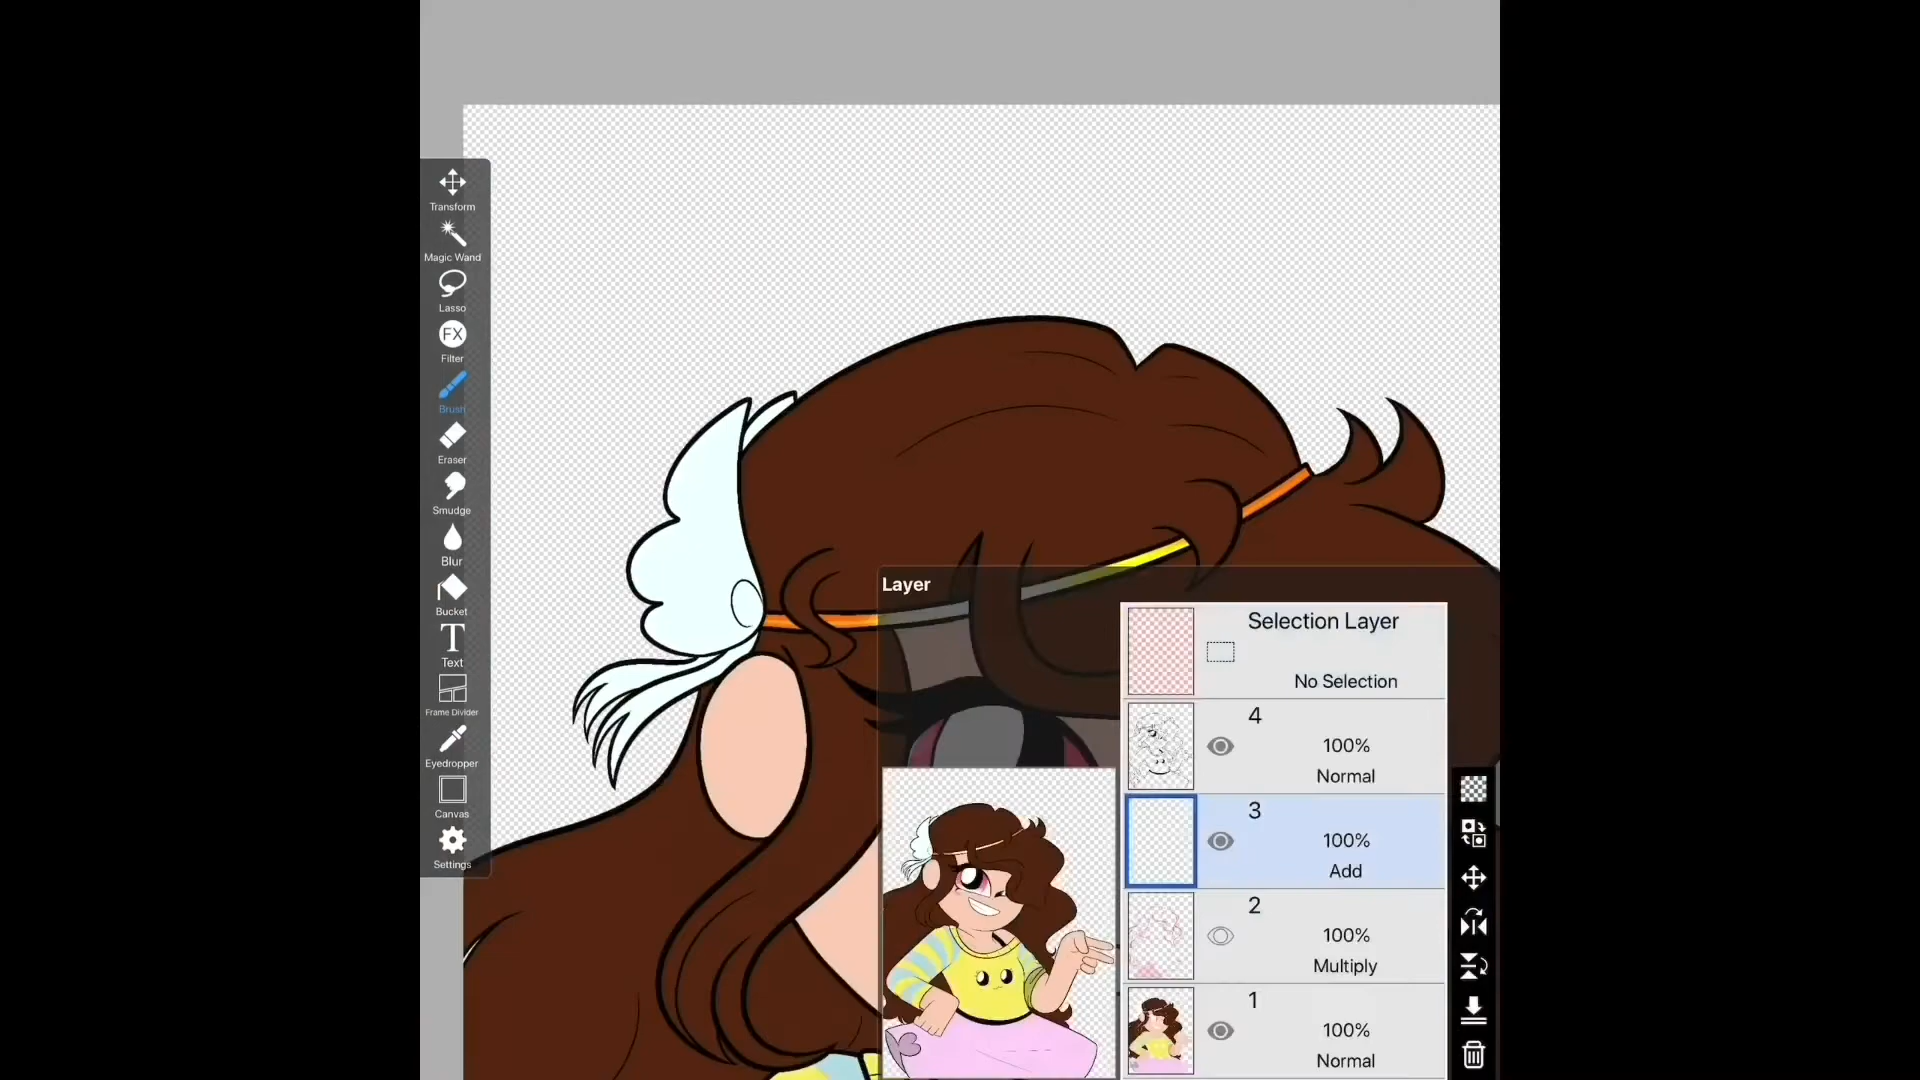 Transform
Magic Wand
Lasso
FX
Filter
Brush
Eraser
Smudge
Blur
Bucket
T
Text
Frame Divider
Eyedropper
Canvas
Settings
Layer
Selection Layer
No Selection
4
100%
Normal
3
100%
Add
2
100%
Multiply
1
100%
Normal